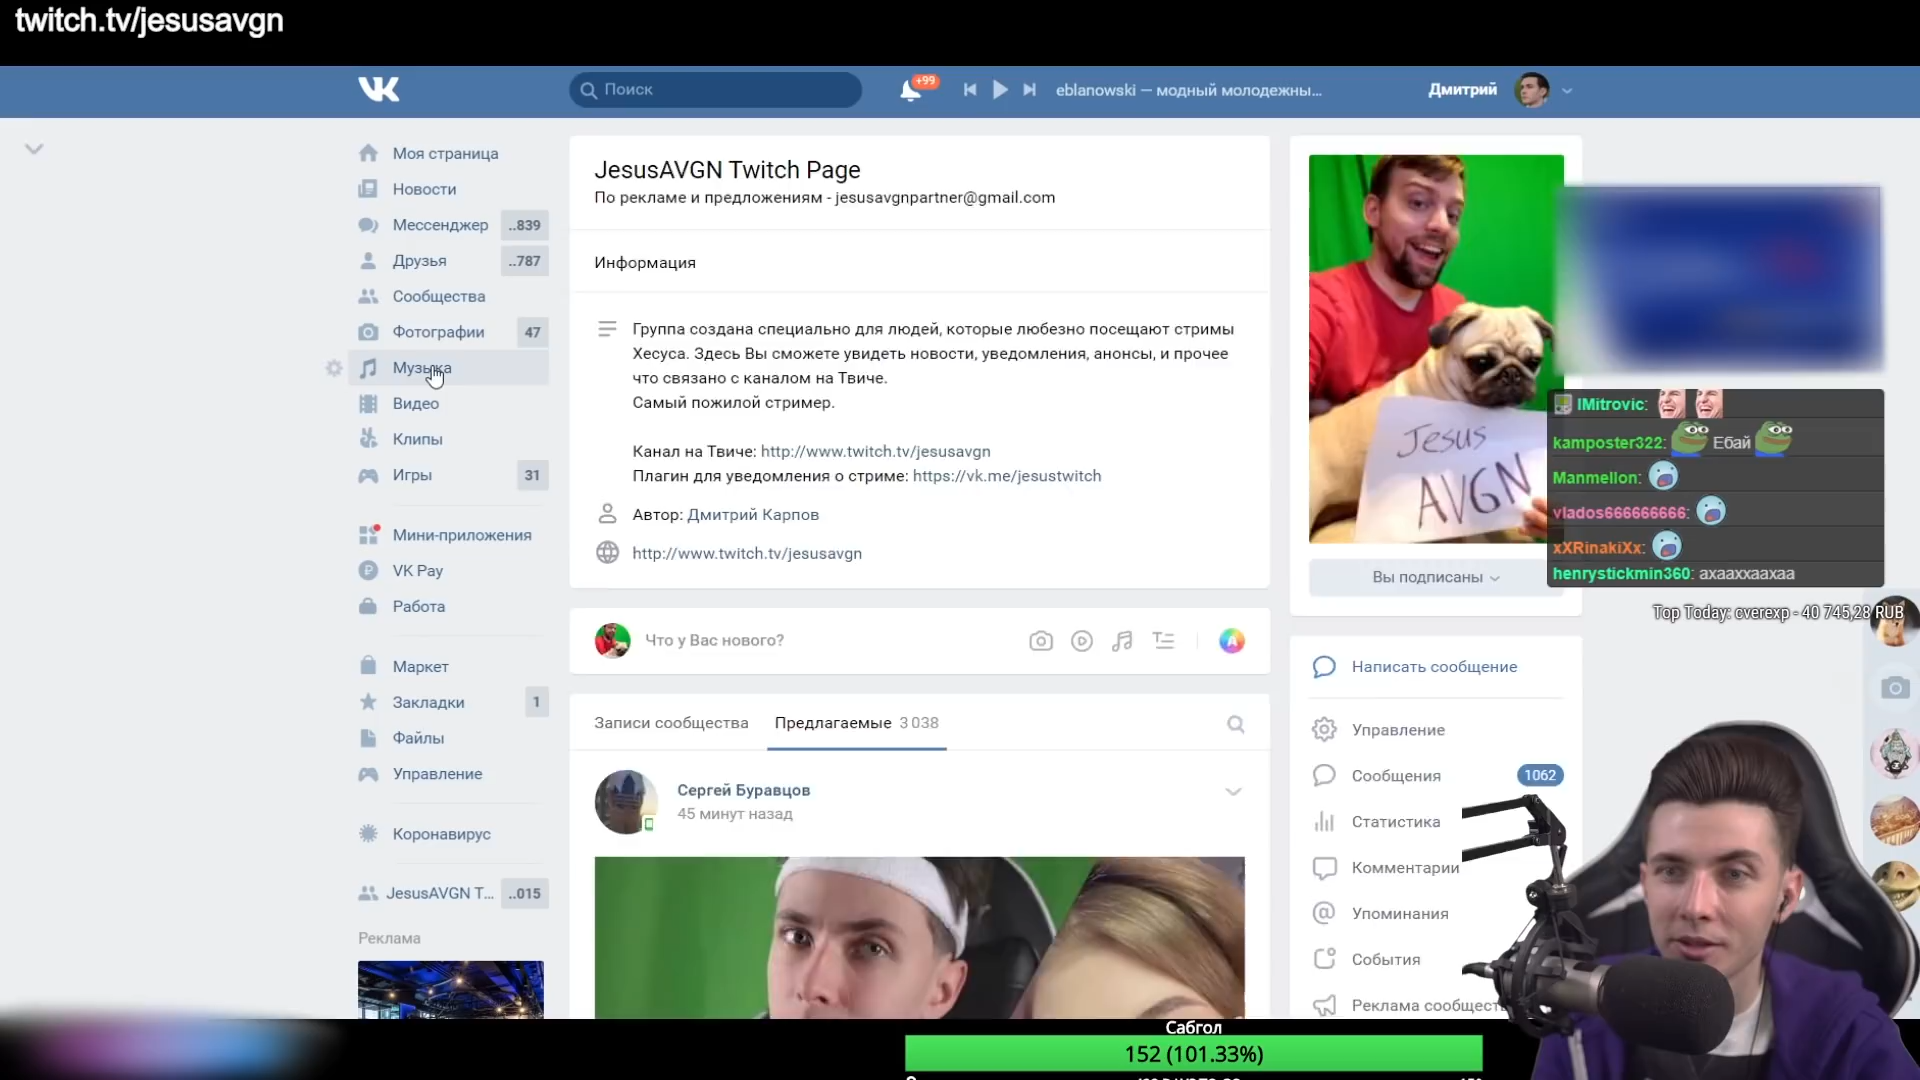 twitch.tv/jesusavgn
Поиск
+99
eblanowski — модный молодежны...
Дмитрий
Моя страница
Новости
Мессенджер ..839
Друзья ..787
Сообщества
Фотографии 47
Музыка
Видео
Клипы
Игры 31
Мини-приложения
VK Pay
Работа
Маркет
Закладки 1
Файлы
Управление
Коронавирус
JesusAVGN T... ..015
Реклама
JesusAVGN Twitch Page
По рекламе и предложениям - jesusavgnpartner@gmail.com
Информация
Группа создана специально для людей, которые любезно посещают стримы
Хесуса. Здесь Вы сможете увидеть новости, уведомления, анонсы, и прочее
что связано с каналом на Твиче.
Самый пожилой стример.
Канал на Твиче: http://www.twitch.tv/jesusavgn
Плагин для уведомления о стриме: https://vk.me/jesustwitch
Автор: Дмитрий Карпов
http://www.twitch.tv/jesusavgn
Что у Вас нового?
Записи сообщества Предлагаемые 3 038
Сергей Буравцов
45 минут назад
Jesus
AVGN
Вы подписаны
Написать сообщение
Управление
Сообщения 1062
Статистика
Комментарии
Упоминания
События
Реклама сообщест
IMitrovic:
kamposter322: Ебай
Manmellon:
vlados666666666:
xXRinakiXx:
henrystickmin360: ахааххаахаа
Top Today: cverexp - 40 745,28 RUB
Сабгол
152 (101.33%)